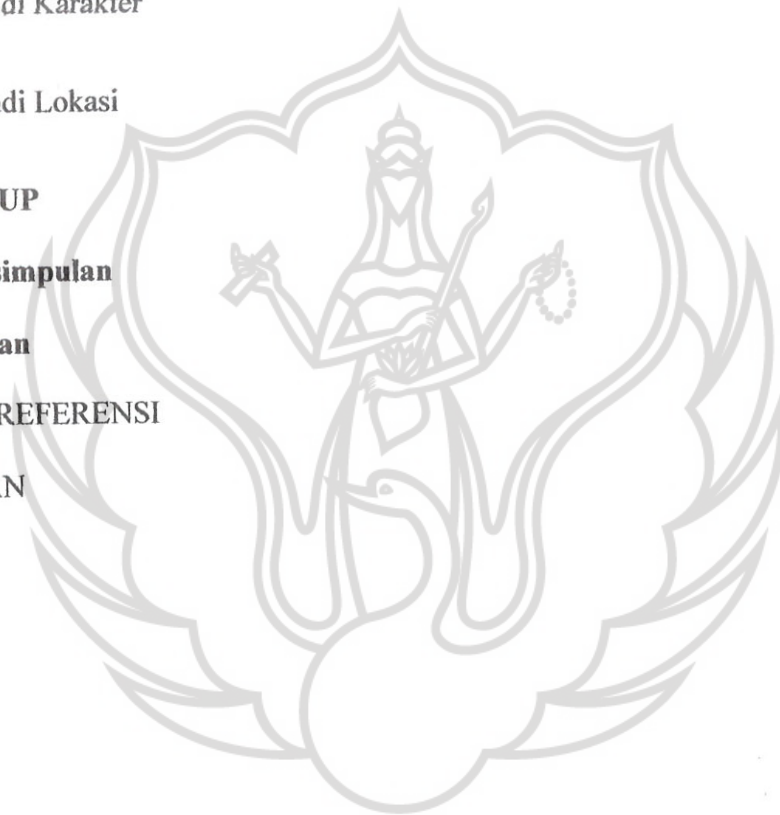 di Karakter
di Lokasi
UP
simpulan
an
REFERENSI
AN